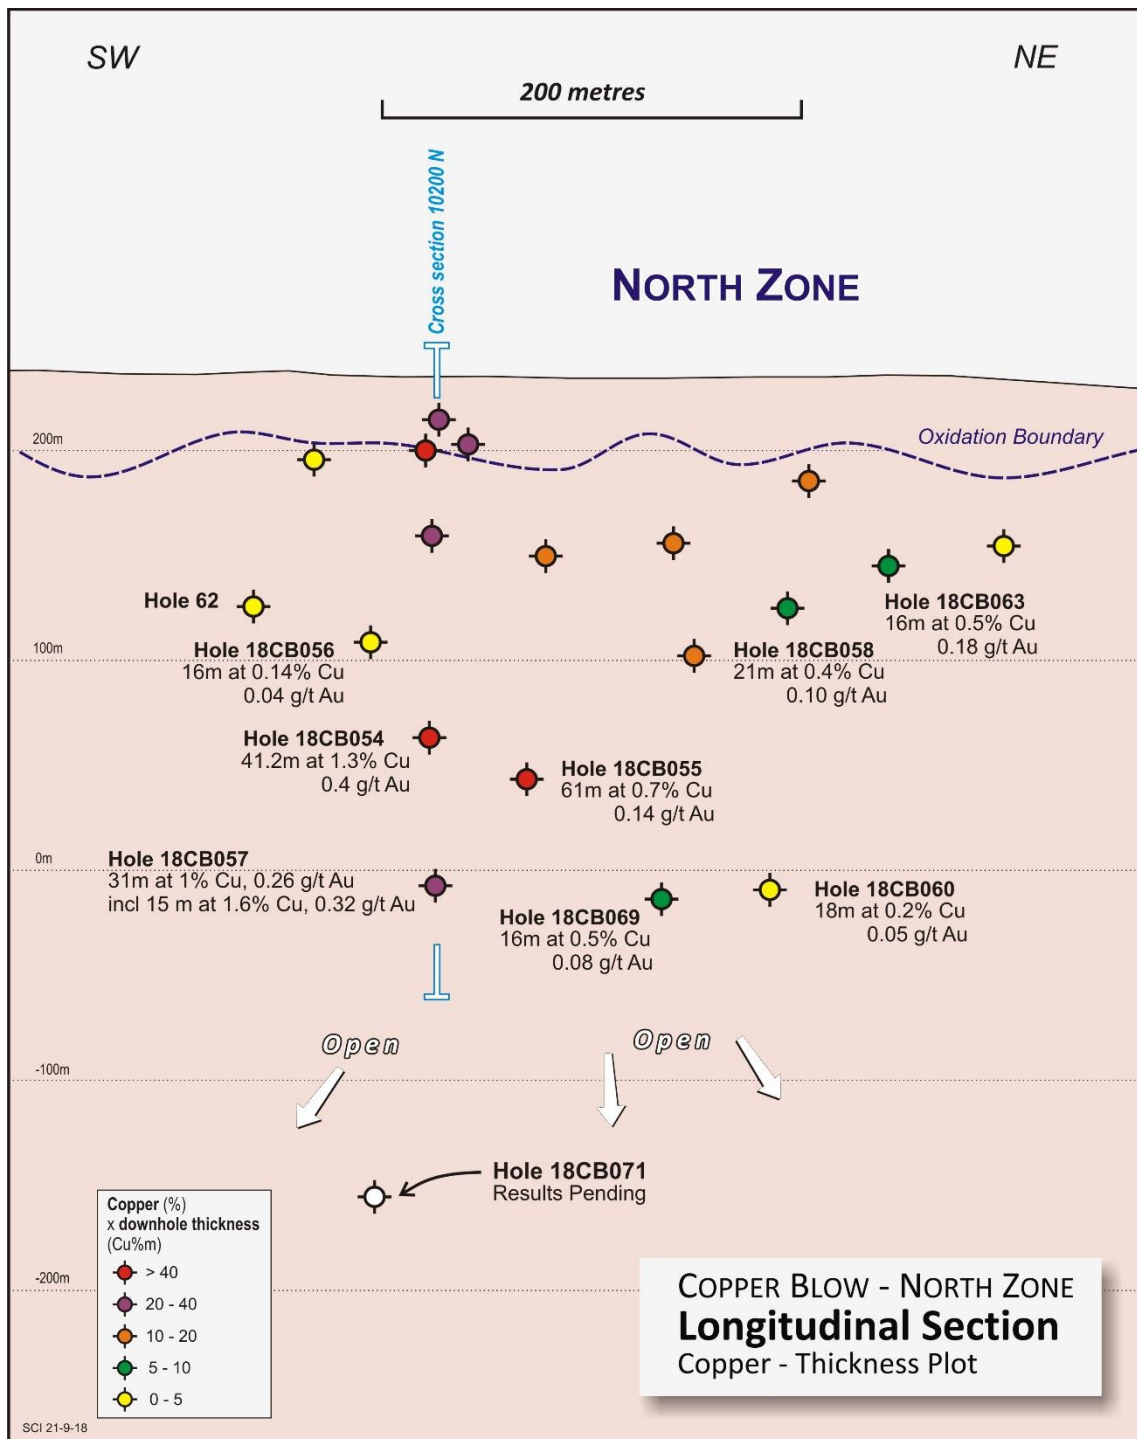 SW
NE
200 metres
Cross section 10200 N
NORTH ZONE
200m
Oxidation Boundary
Hole 62
Hole 18CB063
16m at 0.5% Cu
0.18 g/t Au
Hole 18CB056
16m at 0.14% Cu
0.04 g/t Au
100m
Hole 18CB058
21m at 0.4% Cu
0.10 g/t Au
Hole 18CB054
41.2m at 1.3% Cu
0.4 g/t Au
Hole 18CB055
61m at 0.7% Cu
0.14 g/t Au
0m
Hole 18CB057
31m at 1% Cu, 0.26 g/t Au
incl 15 m at 1.6% Cu, 0.32 g/t Au
Hole 18CB069
16m at 0.5% Cu
0.08 g/t Au
Hole 18CB060
18m at 0.2% Cu
0.05 g/t Au
Open
Open
-100m
Hole 18CB071
Results Pending
Copper (%)
x downhole thickness
(Cu%m)
> 40
20 - 40
10 - 20
5 - 10
0 - 5
-200m
COPPER BLOW - NORTH ZONE
Longitudinal Section
Copper - Thickness Plot
SCI 21-9-18